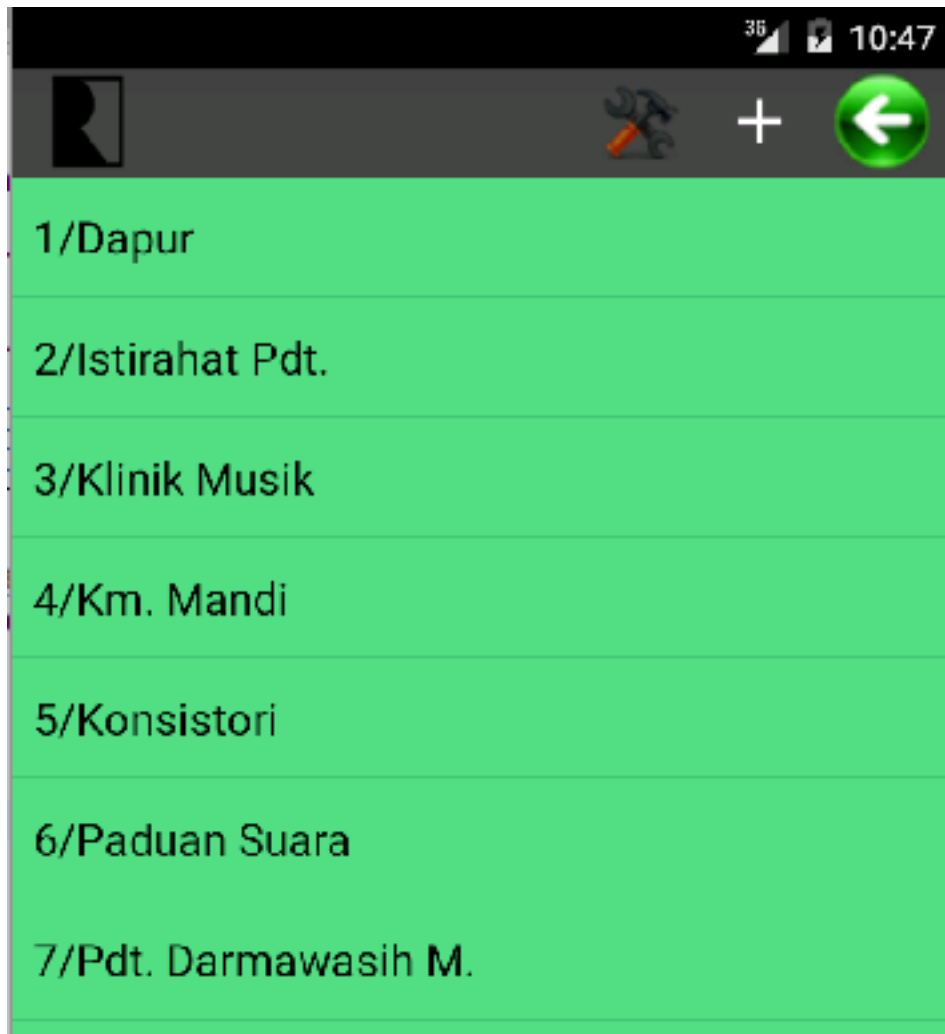 3G
10:47
1/Dapur
2/Istirahat Pdt.
3/Klinik Musik
4/Km. Mandi
5/Konsistori
6/Paduan Suara
7/Pdt. Darmawasih M.